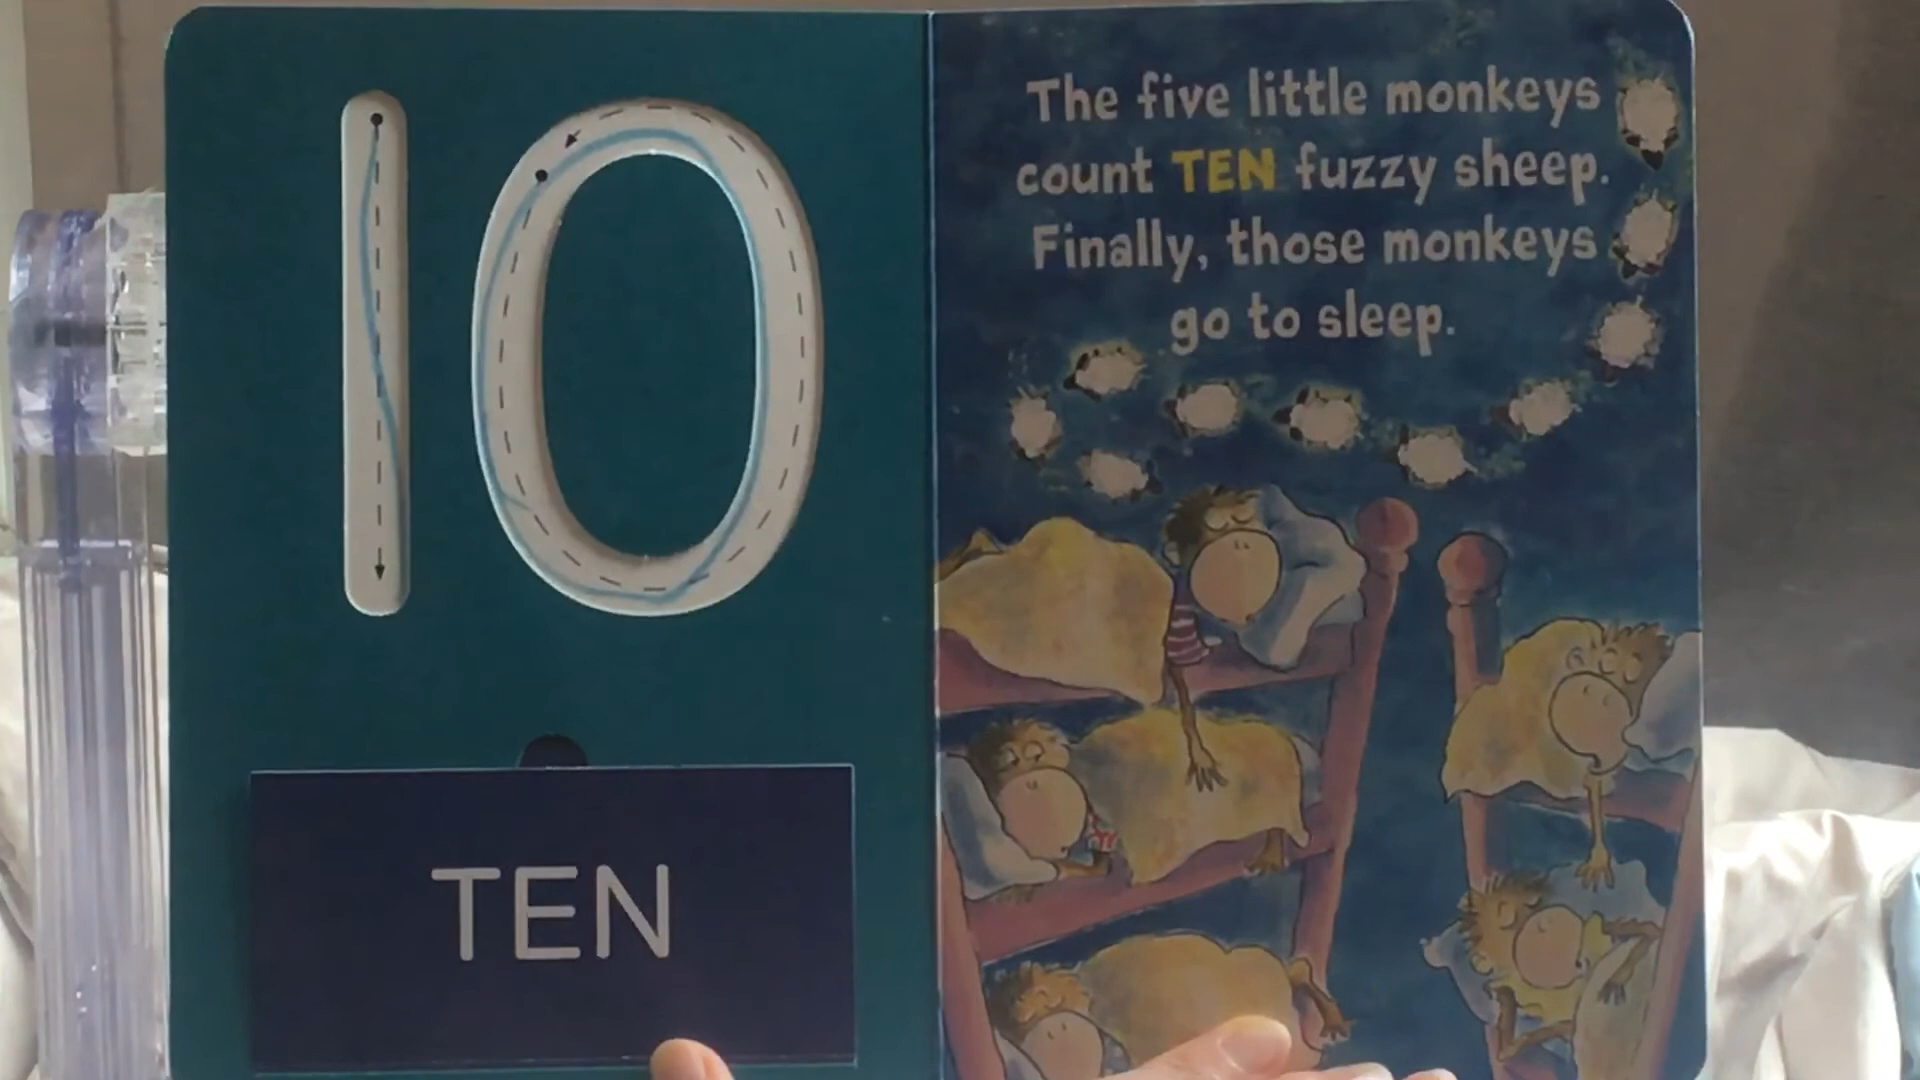 10
TEN
The five little monkeys
count TEN fuzzy sheep.
Finally, those monkeys
go to sleep.